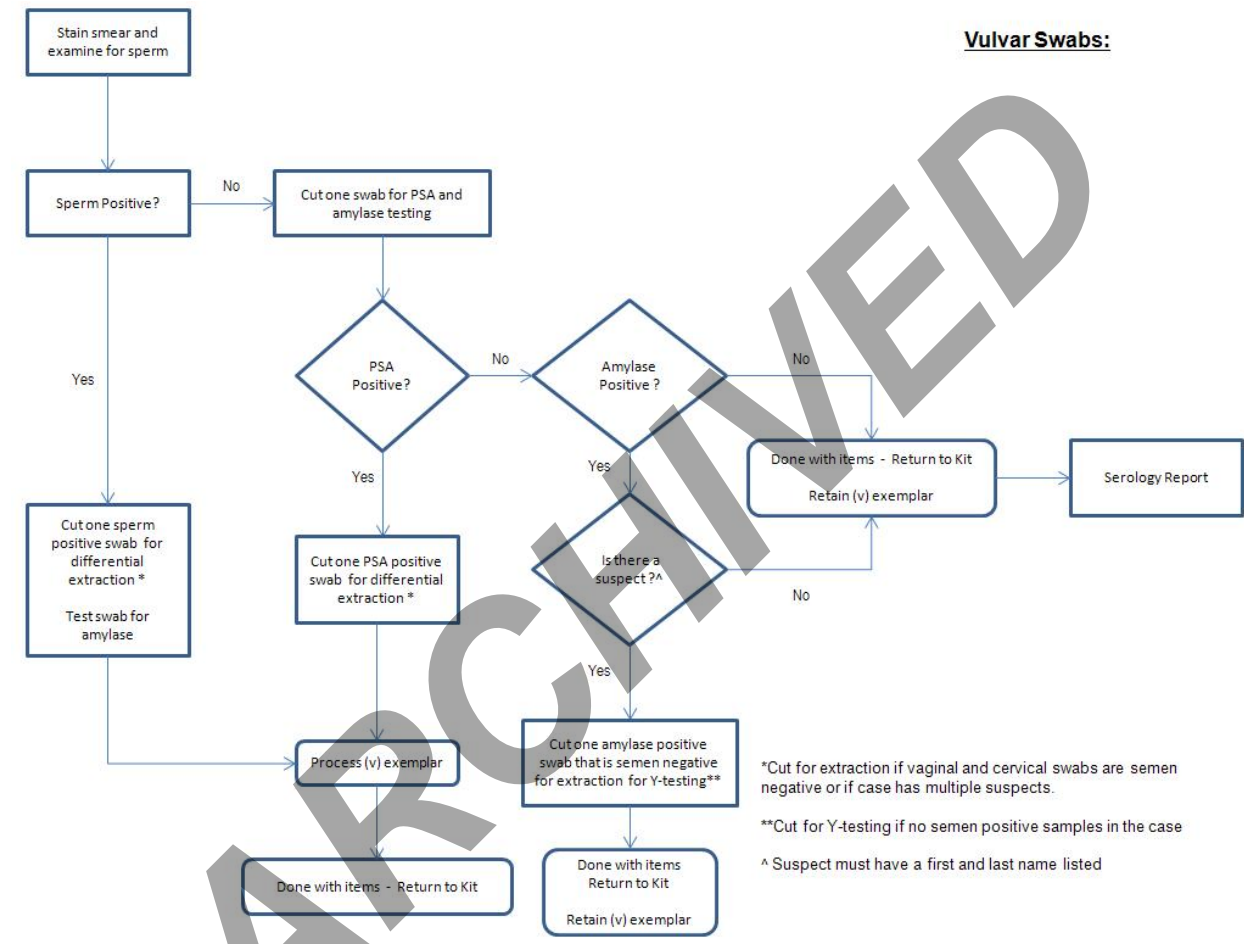 Vulvar Swabs:
Stain smear and
examine for sperm
Sperm Positive?
No
Cut one swab for PSA and
amylase testing
Yes
PSA
Positive?
No
Amylase
Positive ?
No
Yes
Yes
Done with items - Return to Kit
Retain (v) exemplar
Serology Report
Cut one sperm
positive swab for
differential
extraction *
Test swab for
amylase
Cut one PSA positive
swab for differential
extraction *
Is there a
suspect ?^
No
Yes
Process (v) exemplar
Cut one amylase positive
swab that is semen negative
for extraction for Y-testing**
*Cut for extraction if vaginal and cervical swabs are semen
negative or if case has multiple suspects.
**Cut for Y-testing if no semen positive samples in the case
^ Suspect must have a first and last name listed
Done with items - Return to Kit
Done with items
Return to Kit
Retain (v) exemplar
ARCHIVED